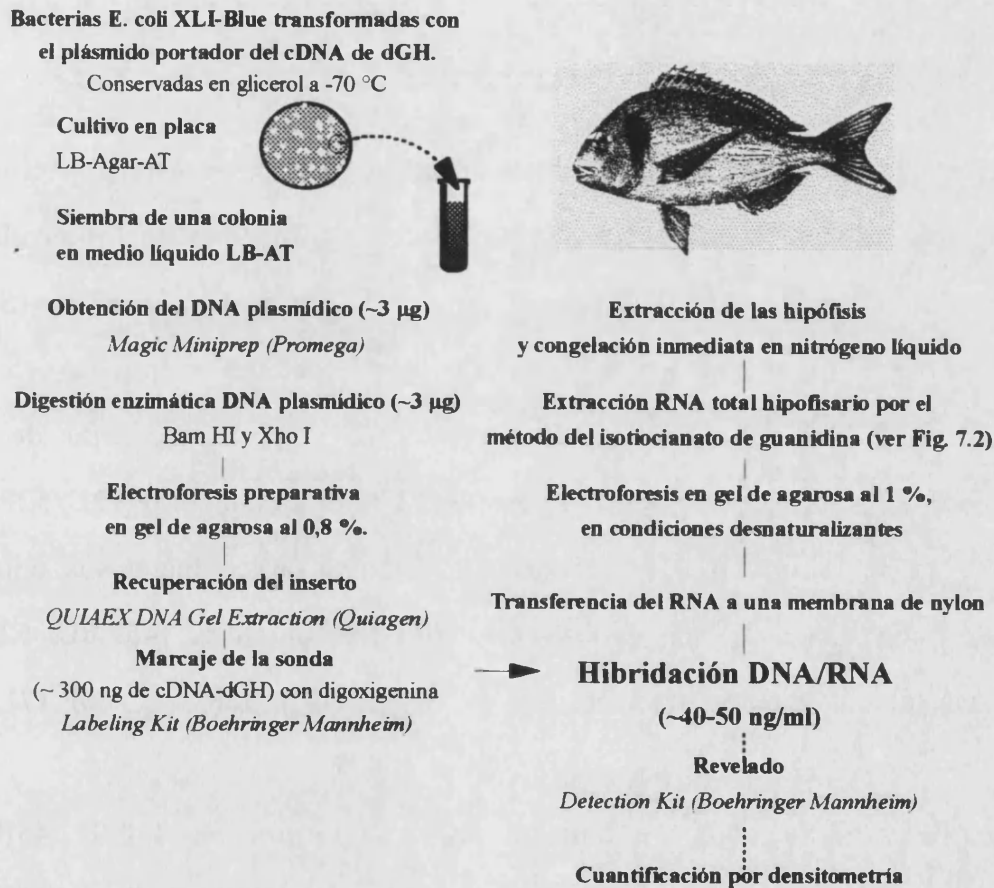 Bacterias E. coli XLI-Blue transformadas con
el plásmido portador del cDNA de dGH.
Conservadas en glicerol a -70 °C
Cultivo en placa
LB-Agar-AT
Siembra de una colonia
en medio líquido LB-AT
Obtención del DNA plasmídico (~3 µg)
Magic Miniprep (Promega)
Digestión enzimática DNA plasmídico (~3 µg)
Bam HI y Xho I
Electroforesis preparativa
en gel de agarosa al 0,8 %.
Recuperación del inserto
QUIAEX DNA Gel Extraction (Quiagen)
Marcaje de la sonda
(~ 300 ng de cDNA-dGH) con digoxigenina
Labeling Kit (Boehringer Mannheim)
Extracción de las hipófisis
y congelación inmediata en nitrógeno líquido
Extracción RNA total hipofisario por el
método del isotiocianato de guanidina (ver Fig. 7.2)
Electroforesis en gel de agarosa al 1 %,
en condiciones desnaturalizantes
Transferencia del RNA a una membrana de nylon
Hibridación DNA/RNA
(~40-50 ng/ml)
Revelado
Detection Kit (Boehringer Mannheim)
Cuantificación por densitometría